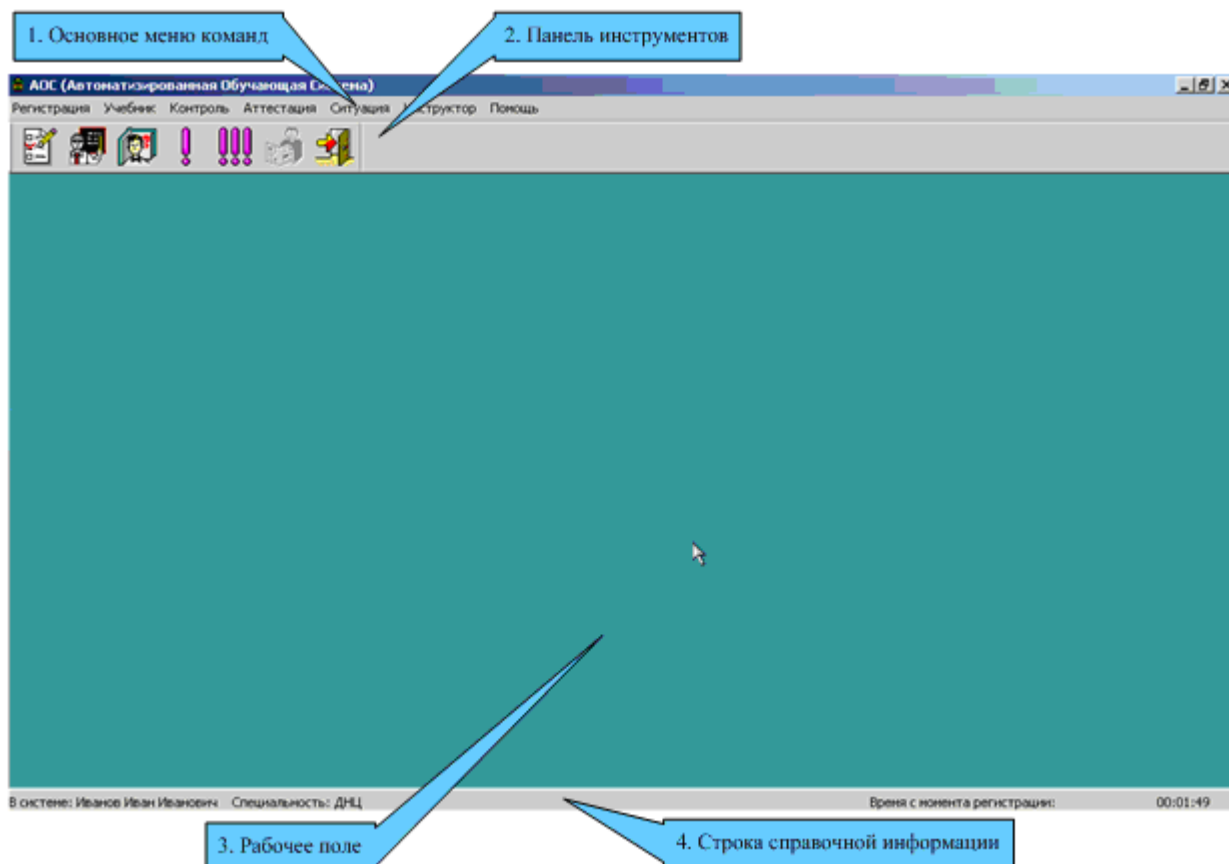 1. Основное меню команд
2. Панель инструментов
АОС (Автоматизированная Обучающая Система)
Регистрация Учебник Контроль Аттестация Ситуация Инструктор Помощь
В системе: Иванов Иван Иванович Специальность: ДНЦ Время с момента регистрации: 00:01:49
3. Рабочее поле
4. Строка справочной информации